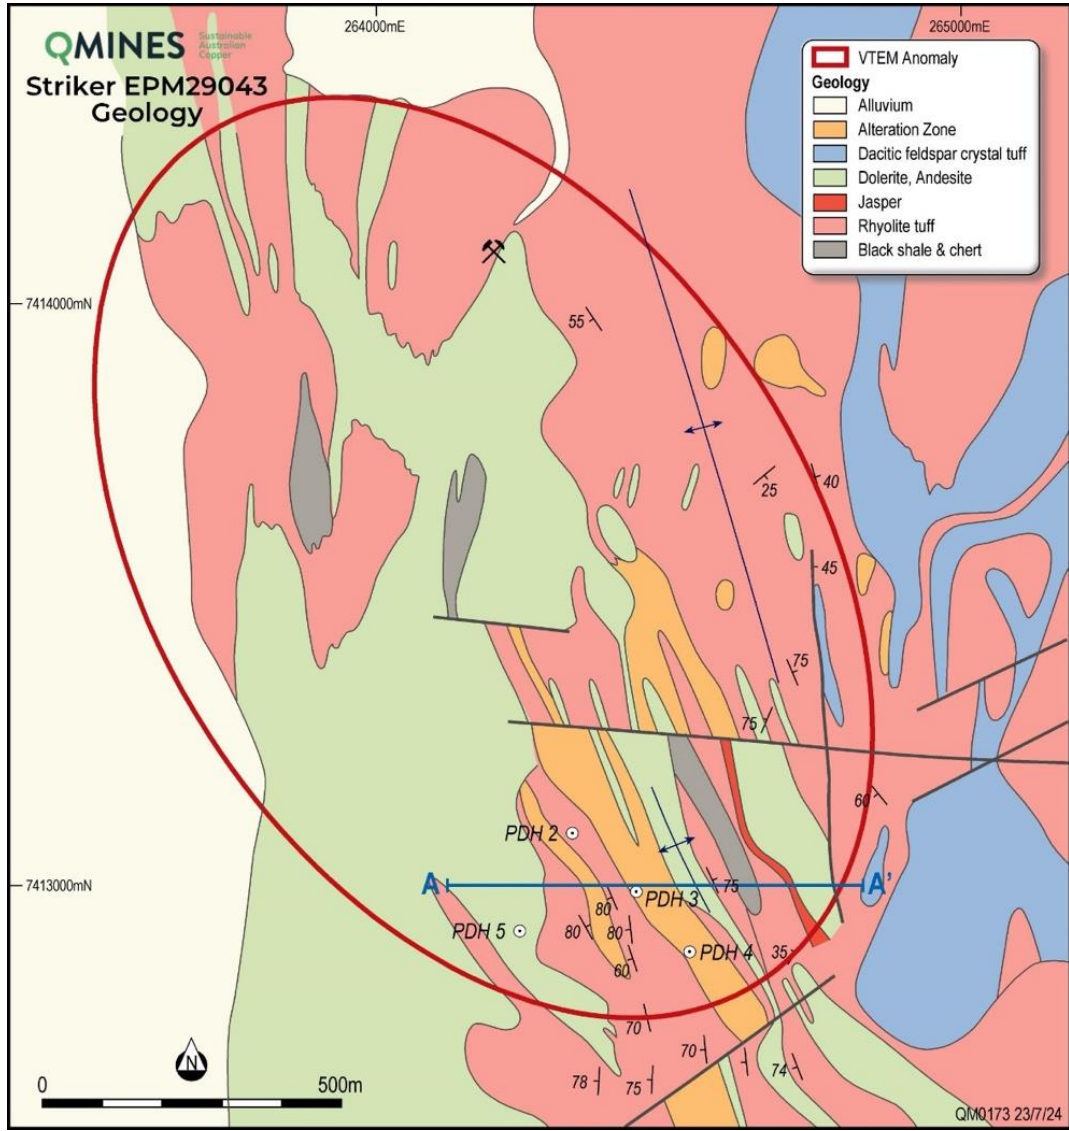 264000mE
265000mE
QMINES
Sustainable
Australian
Copper
Striker EPM29043
Geology
VTEM Anomaly
Geology
Alluvium
Alteration Zone
Dacitic feldspar crystal tuff
Dolerite, Andesite
Jasper
Rhyolite tuff
Black shale & chert
7414000mN
55
25
40
45
75
75
60
PDH 2
7413000mN
A
A'
75
PDH 3
80
PDH 5
80
80
PDH 4
35
60
70
70
N
78
75
74
0
500m
QM0173 23/7/24